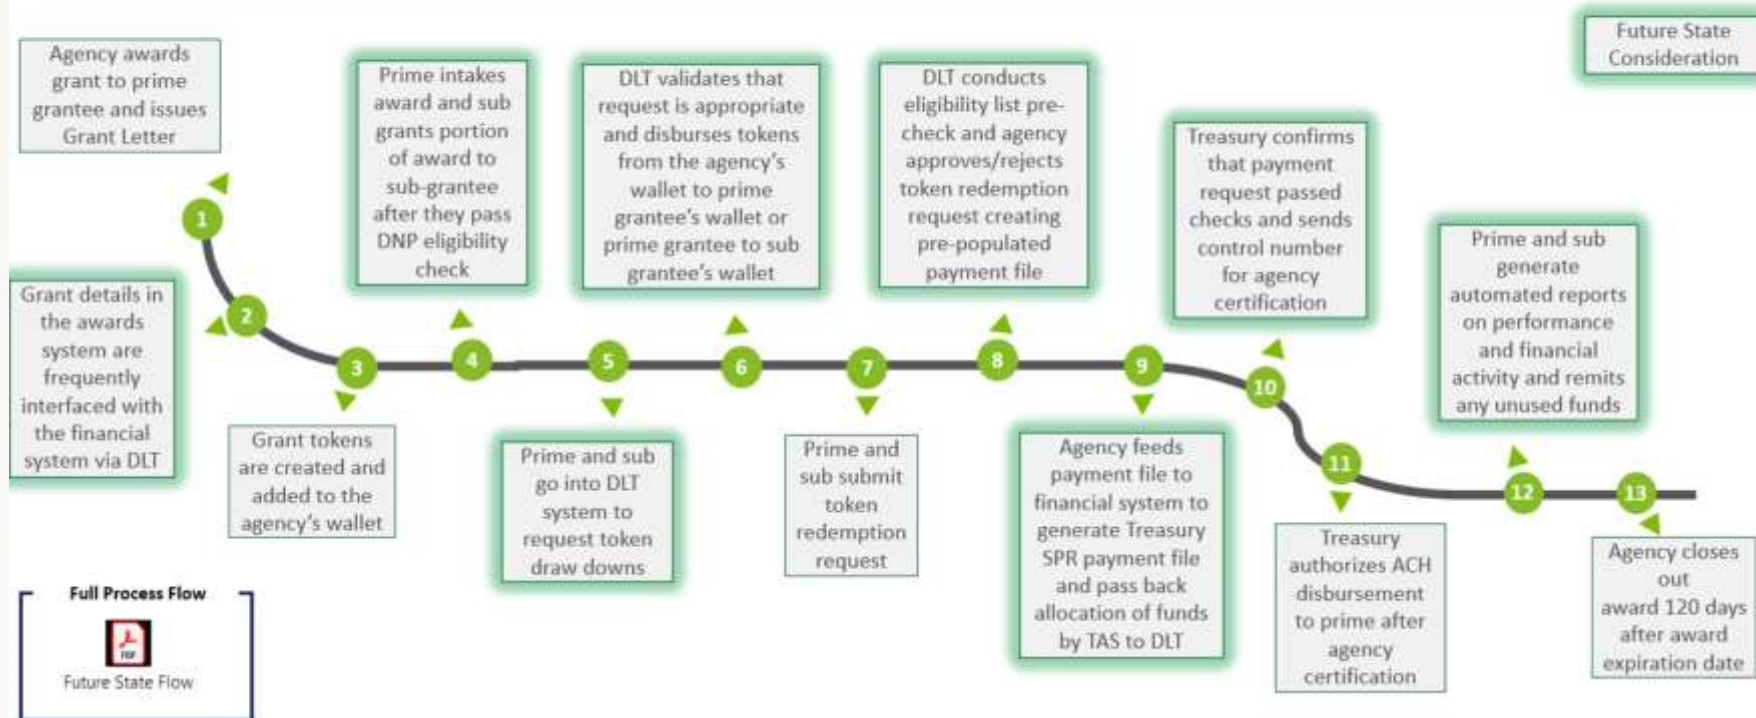 Future State
Consideration
Agency awards
grant to prime
grantee and issues
Grant Letter
1
Grant details in
the awards
system are
frequently
interfaced with
the financial
system via DLT
2
3
Grant tokens
are created and
added to the
agency's wallet
Prime intakes
award and sub
grants portion
of award to
sub-grantee
after they pass
DNP eligibility
check
4
5
Prime and sub
go into DLT
system to
request token
draw downs
DLT validates that
request is appropriate
and disburses tokens
from the agency's
wallet to prime
grantee's wallet or
prime grantee to sub
grantee's wallet
6
7
Prime and
sub submit
token
redemption
request
DLT conducts
eligibility list pre-
check and agency
approves/rejects
token redemption
request creating
pre-populated
payment file
8
9
Agency feeds
payment file to
financial system to
generate Treasury
SPR payment file
and pass back
allocation of funds
by TAS to DLT
Treasury confirms
that payment
request passed
checks and sends
control number
for agency
certification
10
11
Treasury
authorizes ACH
disbursement
to prime after
agency
certification
Prime and sub
generate
automated reports
on performance
and financial
activity and remits
any unused funds
12
13
Agency closes
out
award 120 days
after award
expiration date
Full Process Flow
PDF
Future State Flow